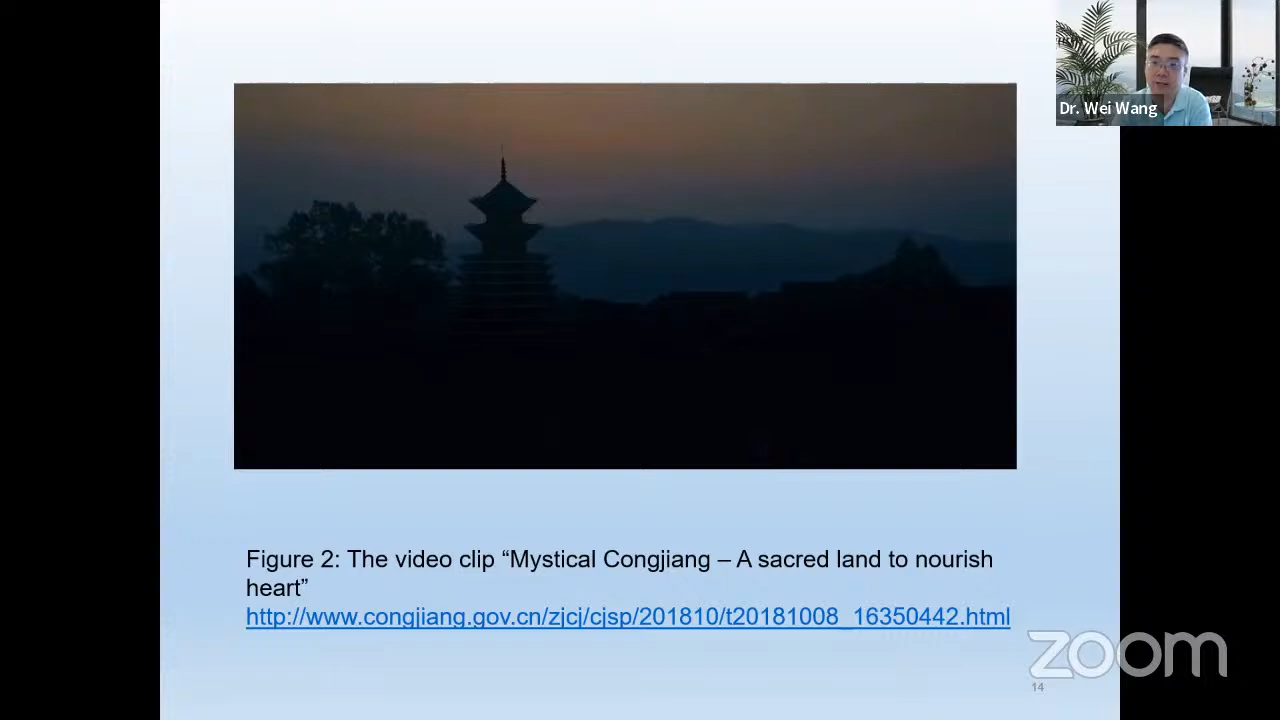 Dr. Wei Wang
Figure 2: The video clip “Mystical Congjiang – A sacred land to nourish
heart”
http://www.congjiang.gov.cn/zjcj/cjsp/201810/t20181008_16350442.html
zoom
14